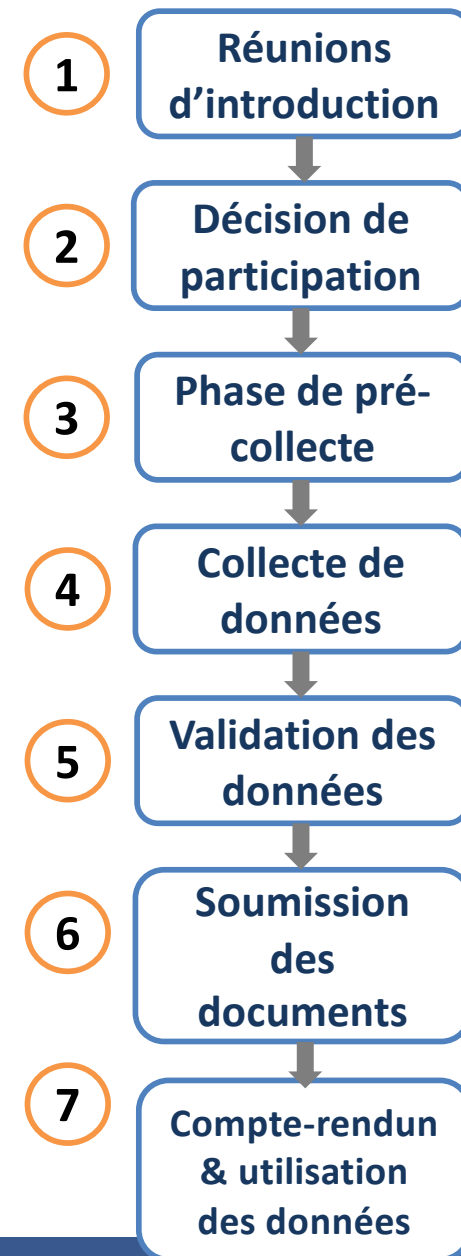 1
Réunions
d’introduction
2
Décision de
participation
3
Phase de pré-
collecte
4
Collecte de
données
5
Validation des
données
6
Soumission
des
documents
7
Compte-rendun
& utilisation
des données